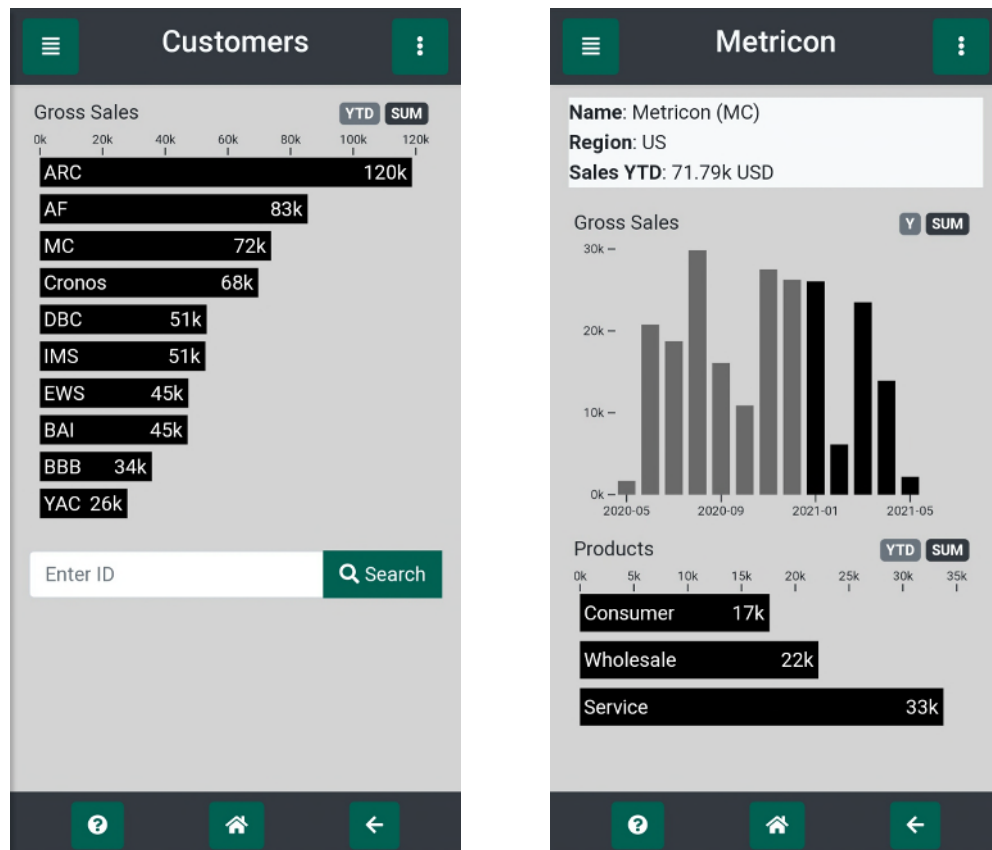 Customers
Gross Sales YTD SUM
0k 20k 40k 60k 80k 100k 120k
ARC 120k
AF 83k
MC 72k
Cronos 68k
DBC 51k
IMS 51k
EWS 45k
BAI 45k
BBB 34k
YAC 26k
Enter ID Search
Metricon
Name: Metricon (MC)
Region: US
Sales YTD: 71.79k USD
Gross Sales Y SUM
30k
20k
10k
0k
2020-05 2020-09 2021-01 2021-05
Products YTD SUM
0k 5k 10k 15k 20k 25k 30k 35k
Consumer 17k
Wholesale 22k
Service 33k